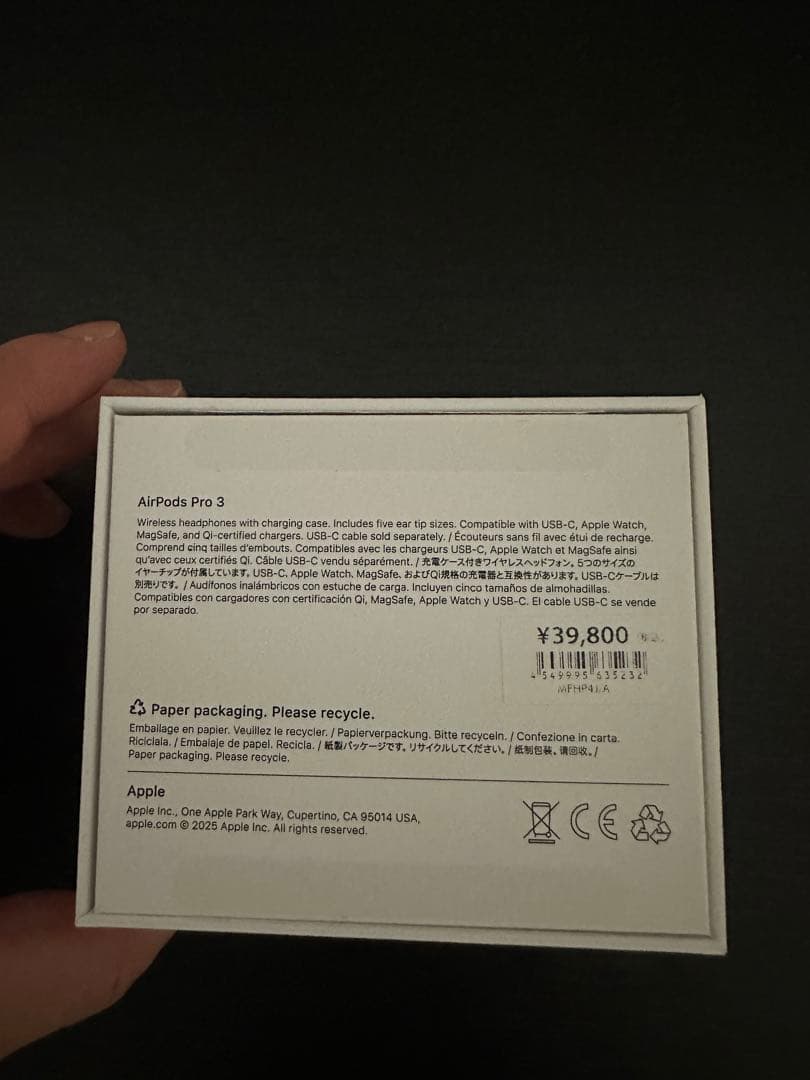 AirPods Pro 3
Wireless headphones with charging case. Includes five ear tip sizes. Compatible with USB-C, Apple Watch,
MagSafe, and Qi-certified chargers. USB-C cable sold separately. / Écouteurs sans fil avec étui de recharge.
Comprend cinq tailles d'embouts. Compatibles avec les chargeurs USB-C, Apple Watch et MagSafe ainsi
qu'avec ceux certifiés Qi. Câble USB-C vendu séparément. / 充電ケース付きワイヤレスヘッドフォン。5つのサイズの
イヤーチップが付属しています。USB-C、Apple Watch、MagSafe、およびQi規格の充電器と互換性があります。USB-Cケーブルは
別売りです。/ Audífonos inalámbricos con estuche de carga. Incluyen cinco tamaños de almohadillas.
Compatibles con cargadores con certificación Qi, MagSafe, Apple Watch y USB-C. El cable USB-C se vende
por separado.
¥39,800
4 549995 635232
Paper packaging. Please recycle.
Emballage en papier. Veuillez le recycler. / Papierverpackung. Bitte recyceln. / Confezione in carta.
Riciclala. / Embalaje de papel. Recicla. / 紙製パッケージです。リサイクルしてください。/ 纸制包装、请回收。/
Paper packaging. Please recycle.
Apple
Apple Inc., One Apple Park Way, Cupertino, CA 95014 USA,
apple.com © 2025 Apple Inc. All rights reserved.
CE